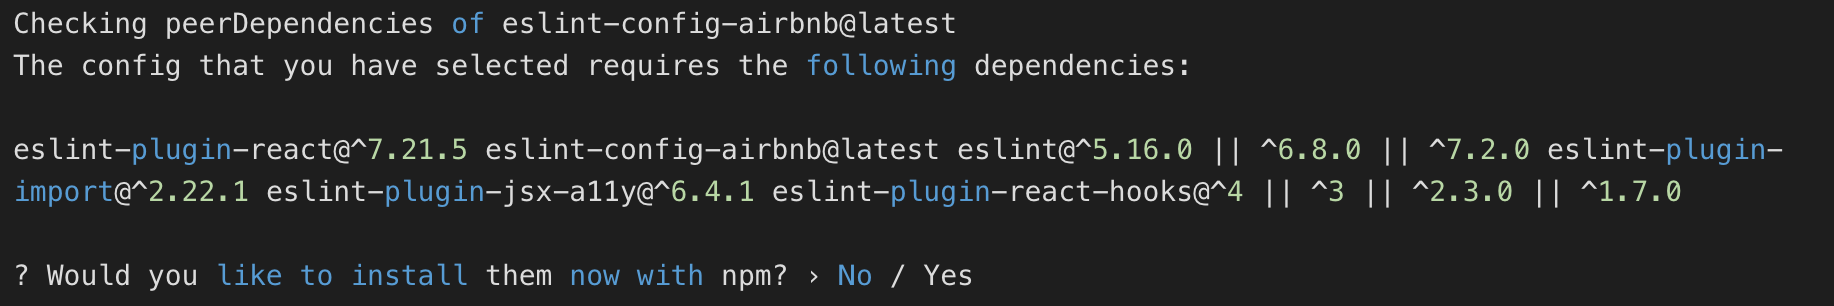 Checking peerDependencies of eslint-config-airbnb@latest
The config that you have selected requires the following dependencies:
eslint-plugin-react@^7.21.5 eslint-config-airbnb@latest eslint@^5.16.0 || ^6.8.0 || ^7.2.0 eslint-plugin-
import@^2.22.1 eslint-plugin-jsx-a11y@^6.4.1 eslint-plugin-react-hooks@^4 || ^3 || ^2.3.0 || ^1.7.0
? Would you like to install them now with npm? › No / Yes